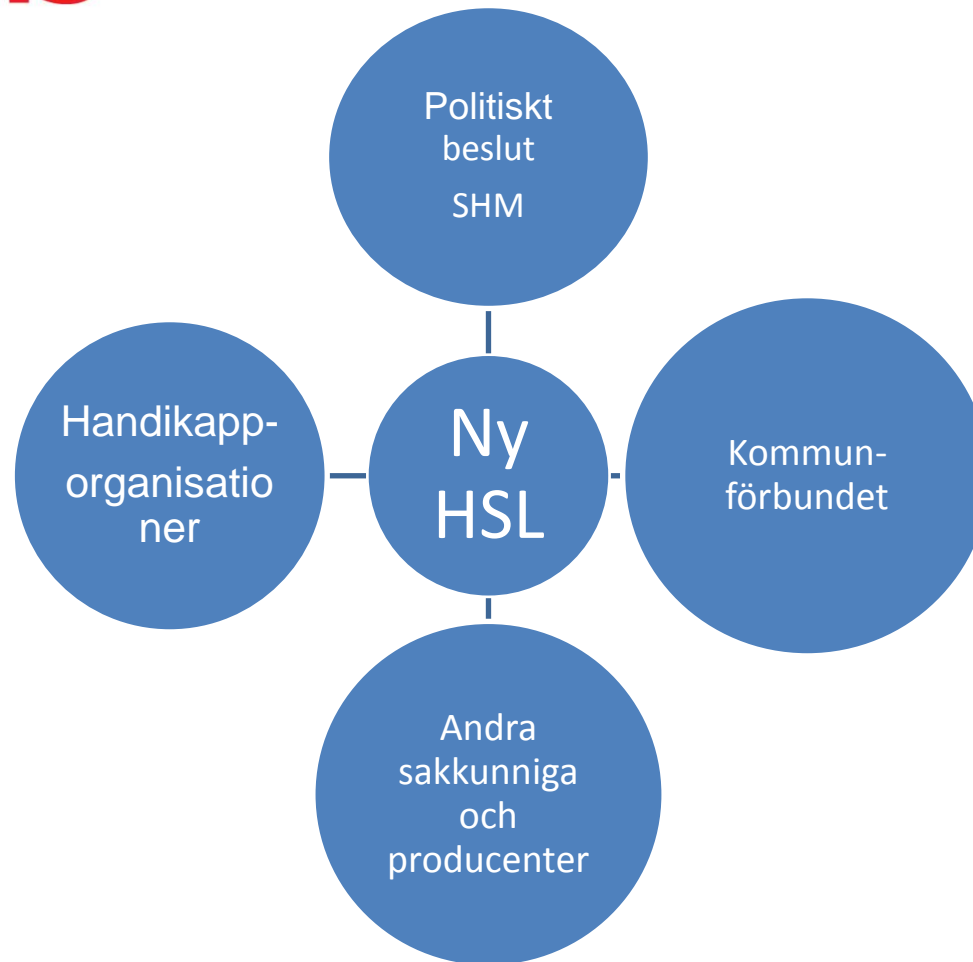 Politiskt
beslut
SHM
Handikapp-
organisatio
ner
Ny
HSL
Kommun-
förbundet
Andra
sakkunniga
och
producenter